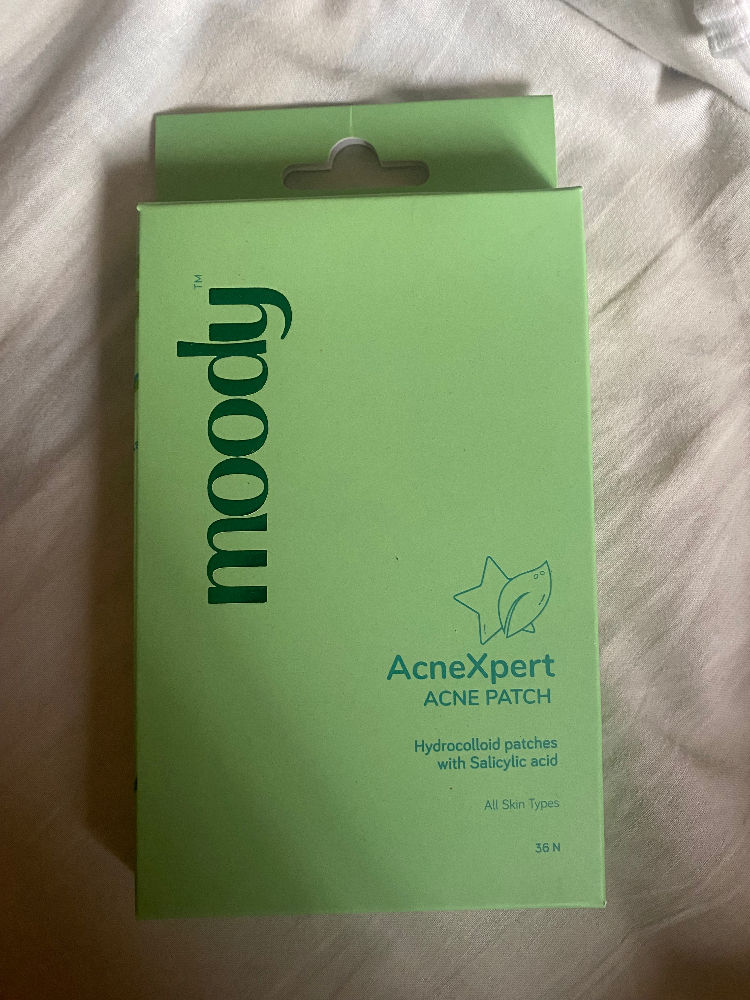 moody™
AcneXpert
ACNE PATCH
Hydrocolloid patches
with Salicylic acid
All Skin Types
36 N